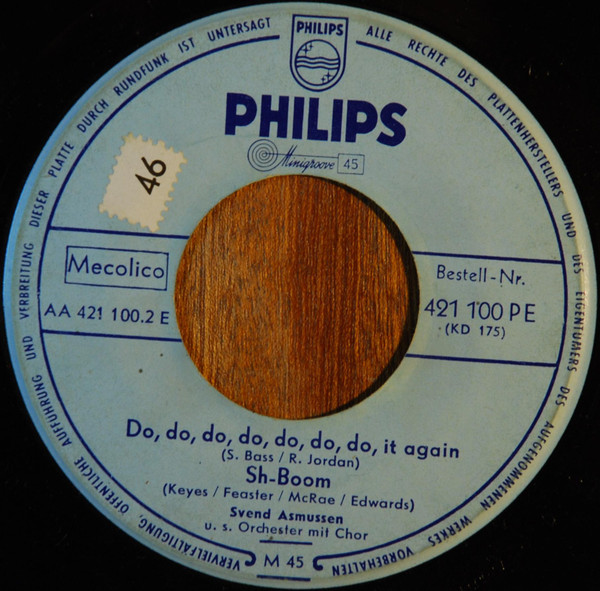 ALLE RECHTE DES PLATTENHERSTELLERS UND DES EIGENTÜMERS DES AUFGENOMMENEN WERKES VORBEHALTEN
VERVIELFÄLTIGUNG, ÖFFENTLICHE AUFFÜHRUNG UND VERBREITUNG DIESER PLATTE DURCH RUNDFUNK IST UNTERSAGT
PHILIPS
PHILIPS
Minigroove 45
46
Mecolico
AA 421 100.2 E
Bestell-Nr.
421 100 PE
(KD 175)
Do, do, do, do, do, do, do, it again
(S. Bass / R. Jordan)
Sh-Boom
(Keyes / Feaster / McRae / Edwards)
Svend Asmussen
u. s. Orchester mit Chor
M 45